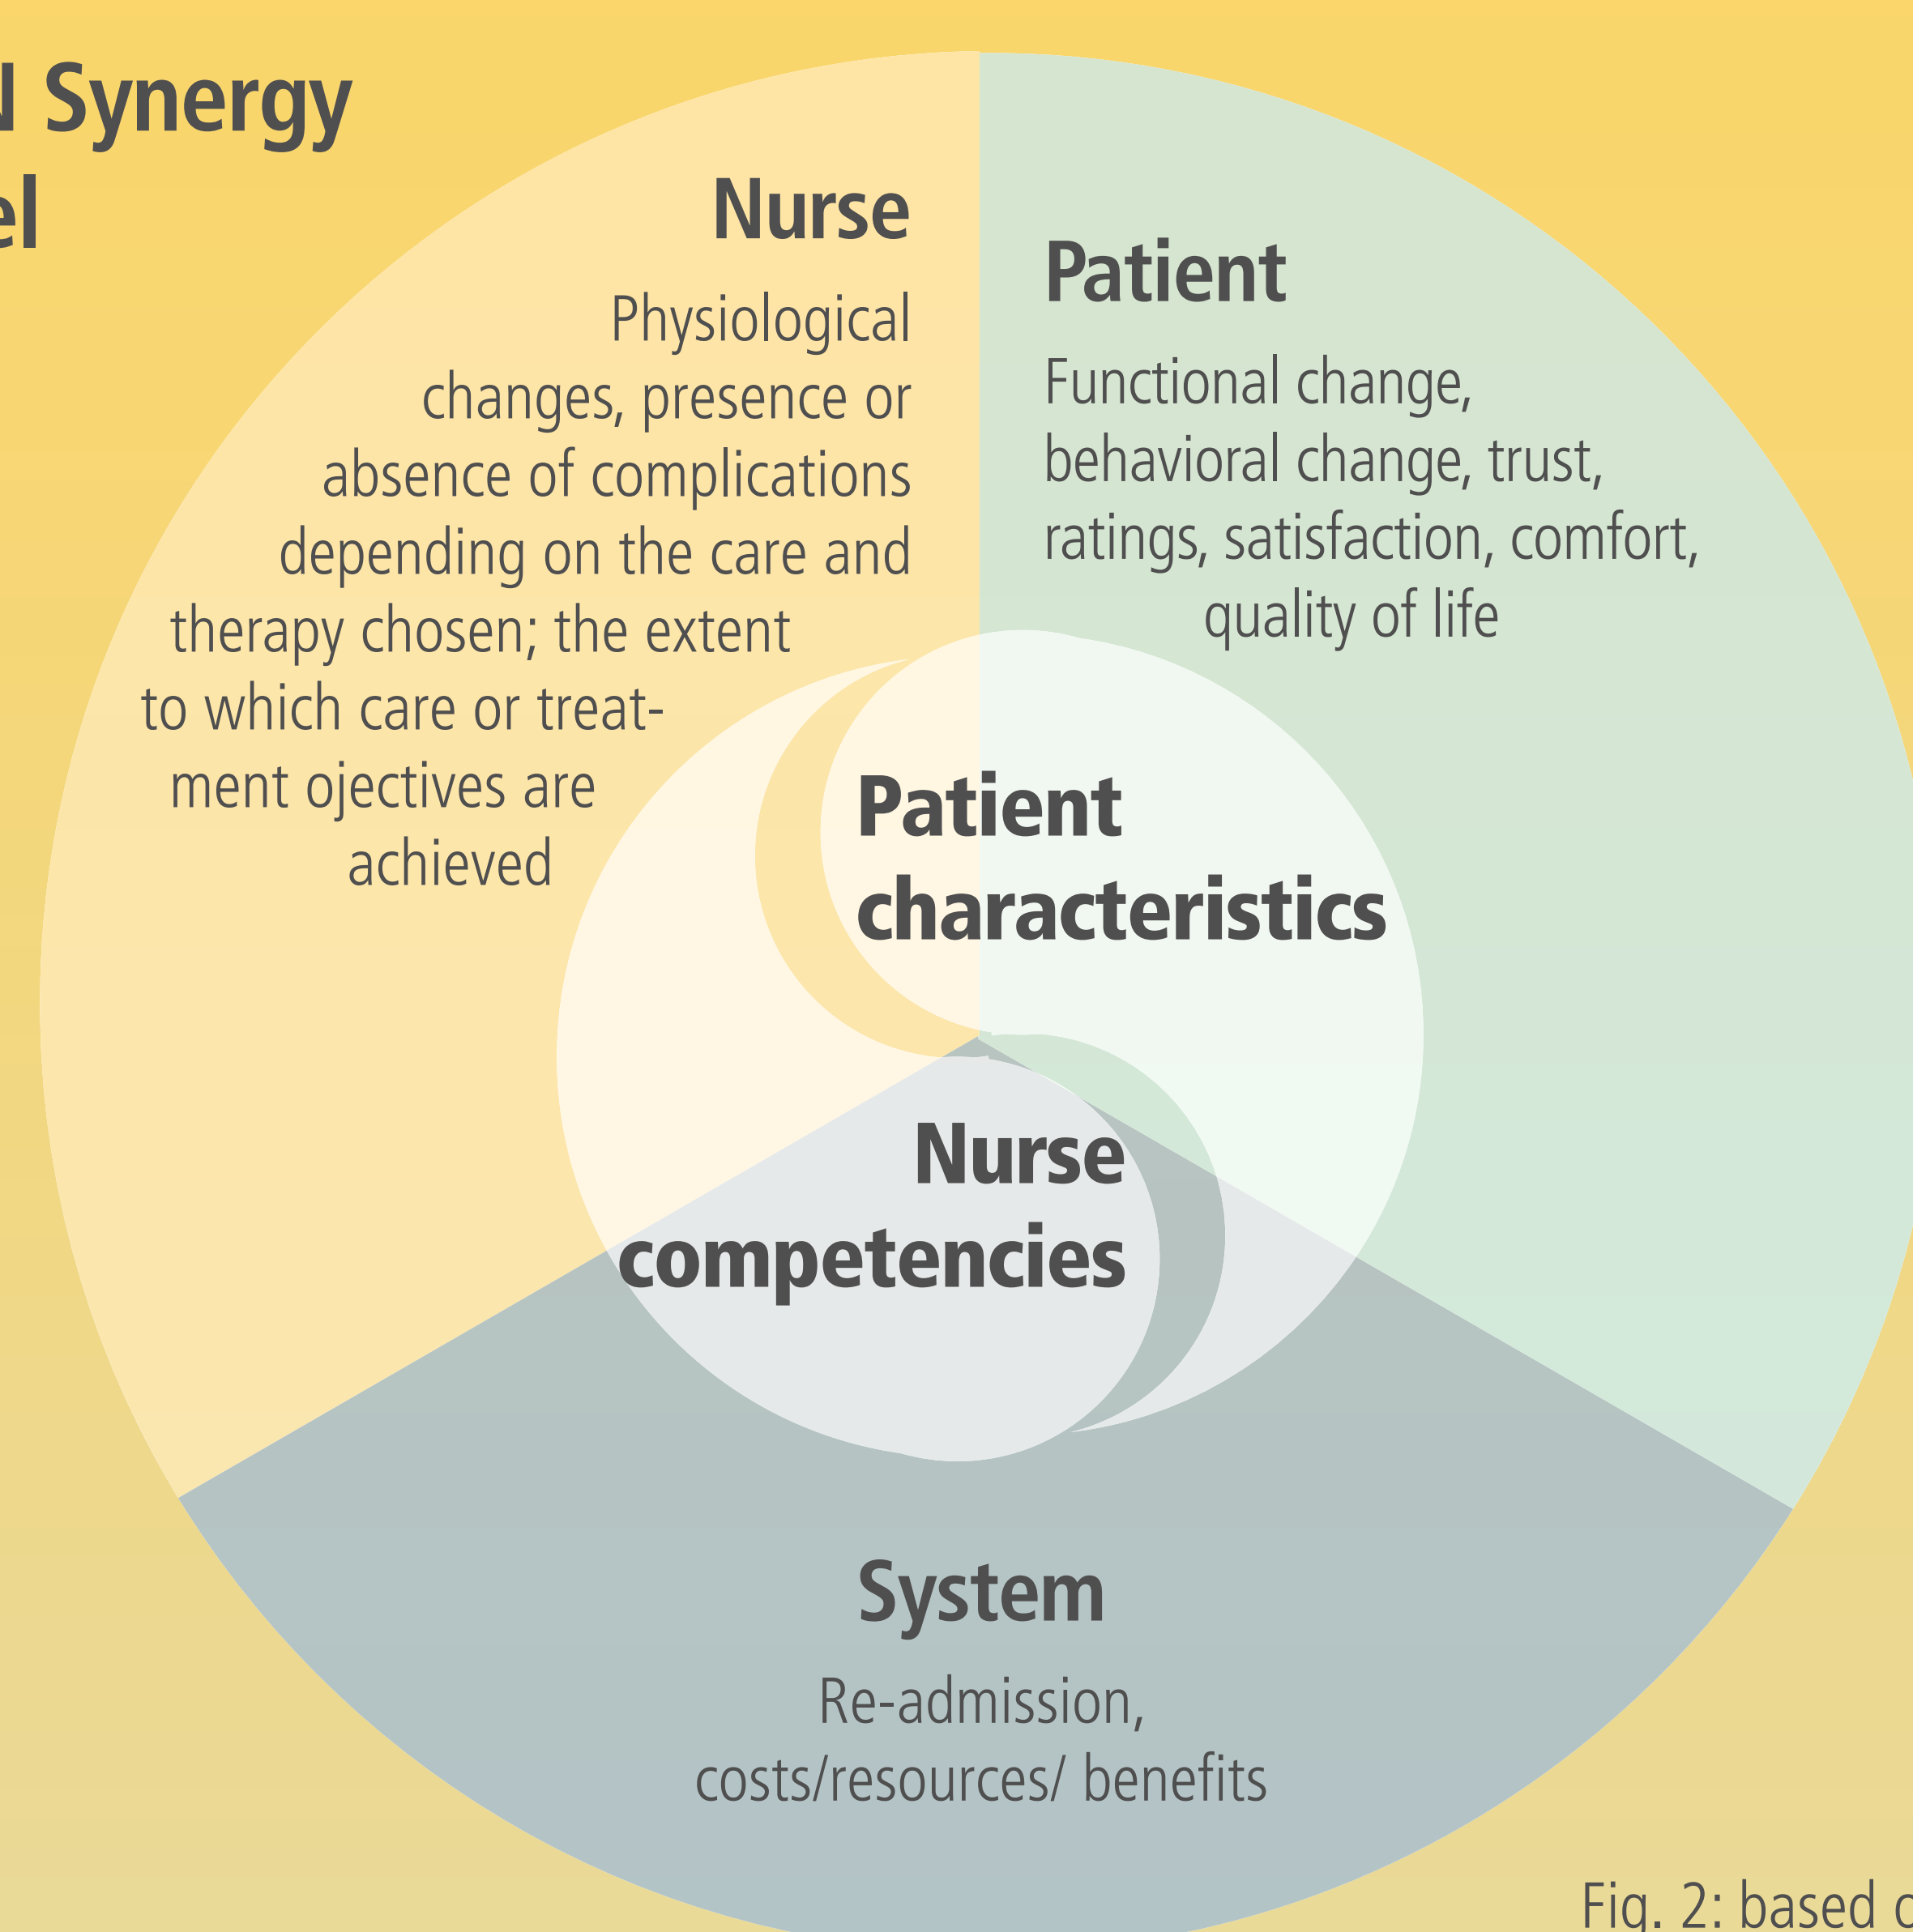 Synergy
Nurse
Physiological
changes, presence or
absence of complications
depending on the care and
therapy chosen; the extent
to which care or treat-
ment ojectives are
achieved
Patient
Functional change,
behavioral change, trust,
ratings, satisfaction, comfort,
quality of life
Patient
characteristics
Nurse
competencies
System
Re-admission,
costs/resources/ benefits
Fig. 2: based